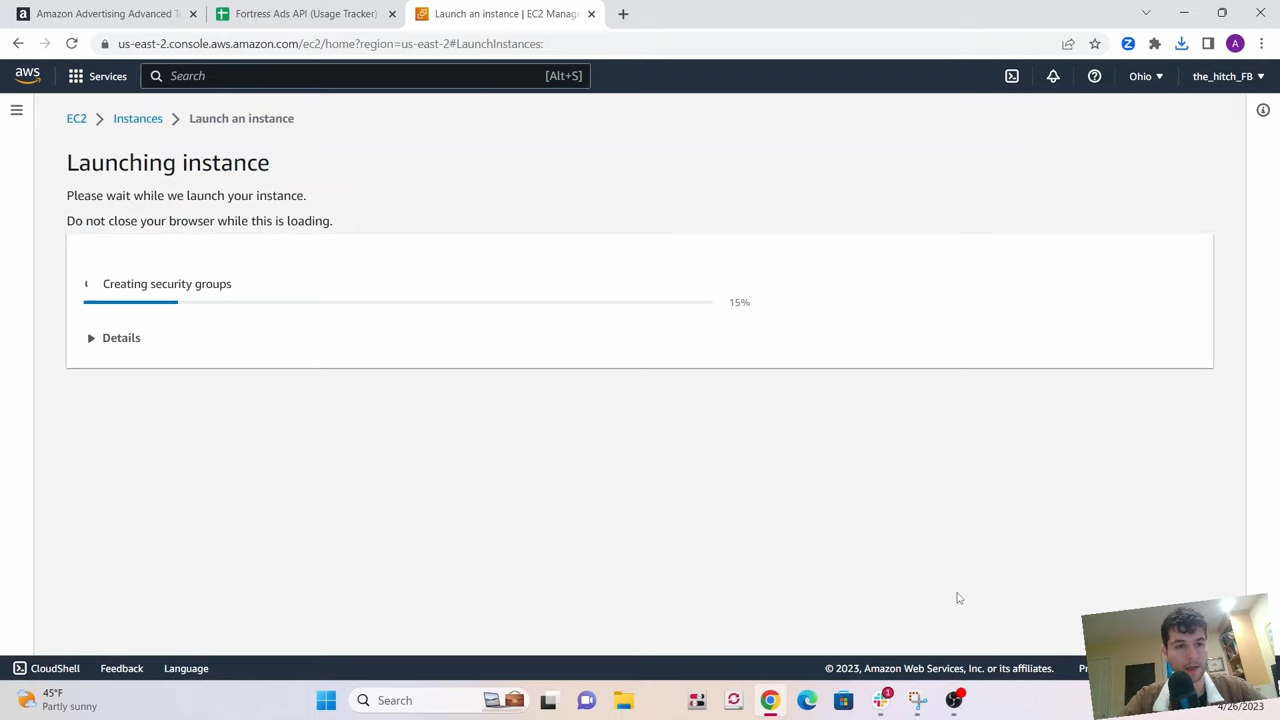 Amazon Advertising Advanced T
Fortress Ads API (Usage Tracker)
Launch an instance | EC2 Manag
us-east-2.console.aws.amazon.com/ec2/home?region=us-east-2#LaunchInstances:
A
aws
Services
Search
[Alt+S]
Ohio
the_hitch_FB
EC2
Instances
Launch an instance
Launching instance
Please wait while we launch your instance.
Do not close your browser while this is loading.
Creating security groups
15%
Details
CloudShell
Feedback
Language
© 2023, Amazon Web Services, Inc. or its affiliates.
45°F
Partly sunny
Search
1
4/26/2023